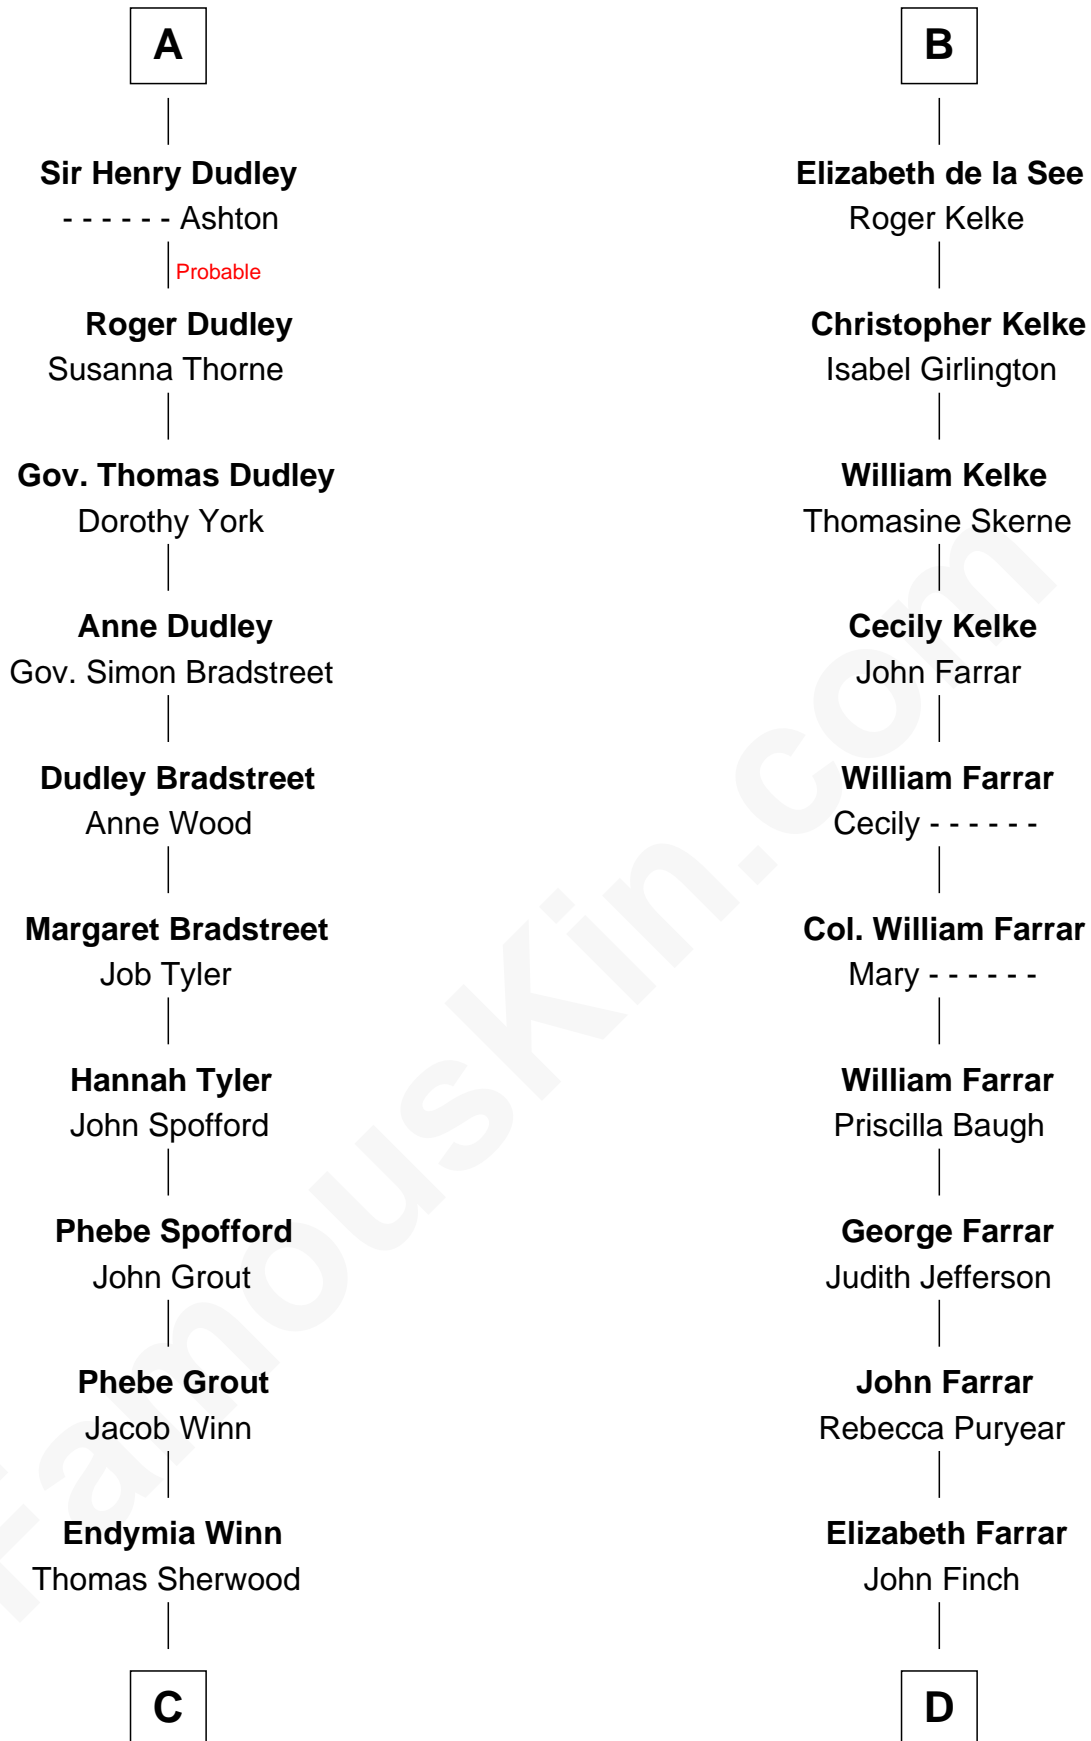 A
Sir Henry Dudley
- - - - - - Ashton
Probable
Roger Dudley
Susanna Thorne
Gov. Thomas Dudley
Dorothy York
Anne Dudley
Gov. Simon Bradstreet
Dudley Bradstreet
Anne Wood
Margaret Bradstreet
Job Tyler
Hannah Tyler
John Spofford
Phebe Spofford
John Grout
Phebe Grout
Jacob Winn
Endymia Winn
Thomas Sherwood
C
B
Elizabeth de la See
Roger Kelke
Christopher Kelke
Isabel Girlington
William Kelke
Thomasine Skerne
Cecily Kelke
John Farrar
William Farrar
Cecily - - - - - -
Col. William Farrar
Mary - - - - - -
William Farrar
Priscilla Baugh
George Farrar
Judith Jefferson
John Farrar
Rebecca Puryear
Elizabeth Farrar
John Finch
D
FamousKin.com